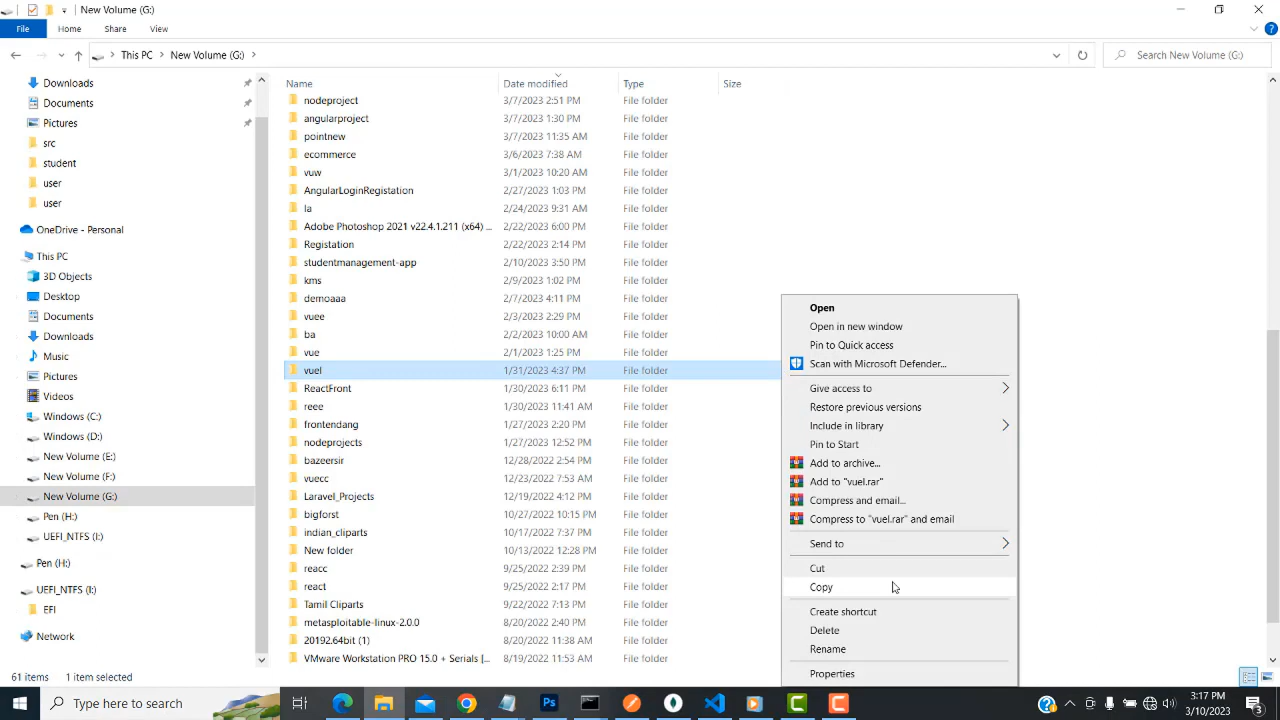 New Volume (G:)
File Home Share View
This PC New Volume (G:) Search New Volume (G:)
Name Date modified Type Size
Downloads
Documents
Pictures
src
student
user
user
OneDrive - Personal
This PC
3D Objects
Desktop
Documents
Downloads
Music
Pictures
Videos
Windows (C:)
Windows (D:)
New Volume (E:)
New Volume (F:)
New Volume (G:)
Pen (H:)
UEFI_NTFS (I:)
Pen (H:)
UEFI_NTFS (I:)
EFI
Network
nodeproject 3/7/2023 2:51 PM File folder
angularproject 3/7/2023 1:30 PM File folder
pointnew 3/7/2023 11:35 AM File folder
ecommerce 3/6/2023 7:38 AM File folder
vuw 3/1/2023 10:20 AM File folder
AngularLoginRegistation 2/27/2023 1:03 PM File folder
la 2/24/2023 9:31 AM File folder
Adobe Photoshop 2021 v22.4.1.211 (x64) ... 2/22/2023 6:00 PM File folder
Registation 2/22/2023 2:14 PM File folder
studentmanagement-app 2/10/2023 3:50 PM File folder
kms 2/9/2023 1:02 PM File folder
demoaaa 2/7/2023 4:11 PM File folder
vuee 2/3/2023 2:29 PM File folder
ba 2/2/2023 10:00 AM File folder
vue 2/1/2023 1:25 PM File folder
vuel 1/31/2023 4:37 PM File folder
ReactFront 1/30/2023 6:11 PM File folder
reee 1/30/2023 11:41 AM File folder
frontendang 1/27/2023 2:20 PM File folder
nodeprojects 1/27/2023 12:52 PM File folder
bazeersir 12/28/2022 2:54 PM File folder
vuecc 12/23/2022 7:53 AM File folder
Laravel_Projects 12/19/2022 4:12 PM File folder
bigforst 10/27/2022 10:15 PM File folder
indian_cliparts 10/17/2022 7:37 PM File folder
New folder 10/13/2022 12:28 PM File folder
reacc 9/25/2022 2:39 PM File folder
react 9/25/2022 2:17 PM File folder
Tamil Cliparts 9/22/2022 7:13 PM File folder
metasploitable-linux-2.0.0 8/20/2022 2:40 PM File folder
20192.64bit (1) 8/20/2022 11:38 AM File folder
VMware Workstation PRO 15.0 + Serials [... 8/19/2022 11:53 AM File folder
Open
Open in new window
Pin to Quick access
Scan with Microsoft Defender...
Give access to
Restore previous versions
Include in library
Pin to Start
Add to archive...
Add to "vuel.rar"
Compress and email...
Compress to "vuel.rar" and email
Send to
Cut
Copy
Create shortcut
Delete
Rename
Properties
61 items 1 item selected
Type here to search
3:17 PM
3/10/2023